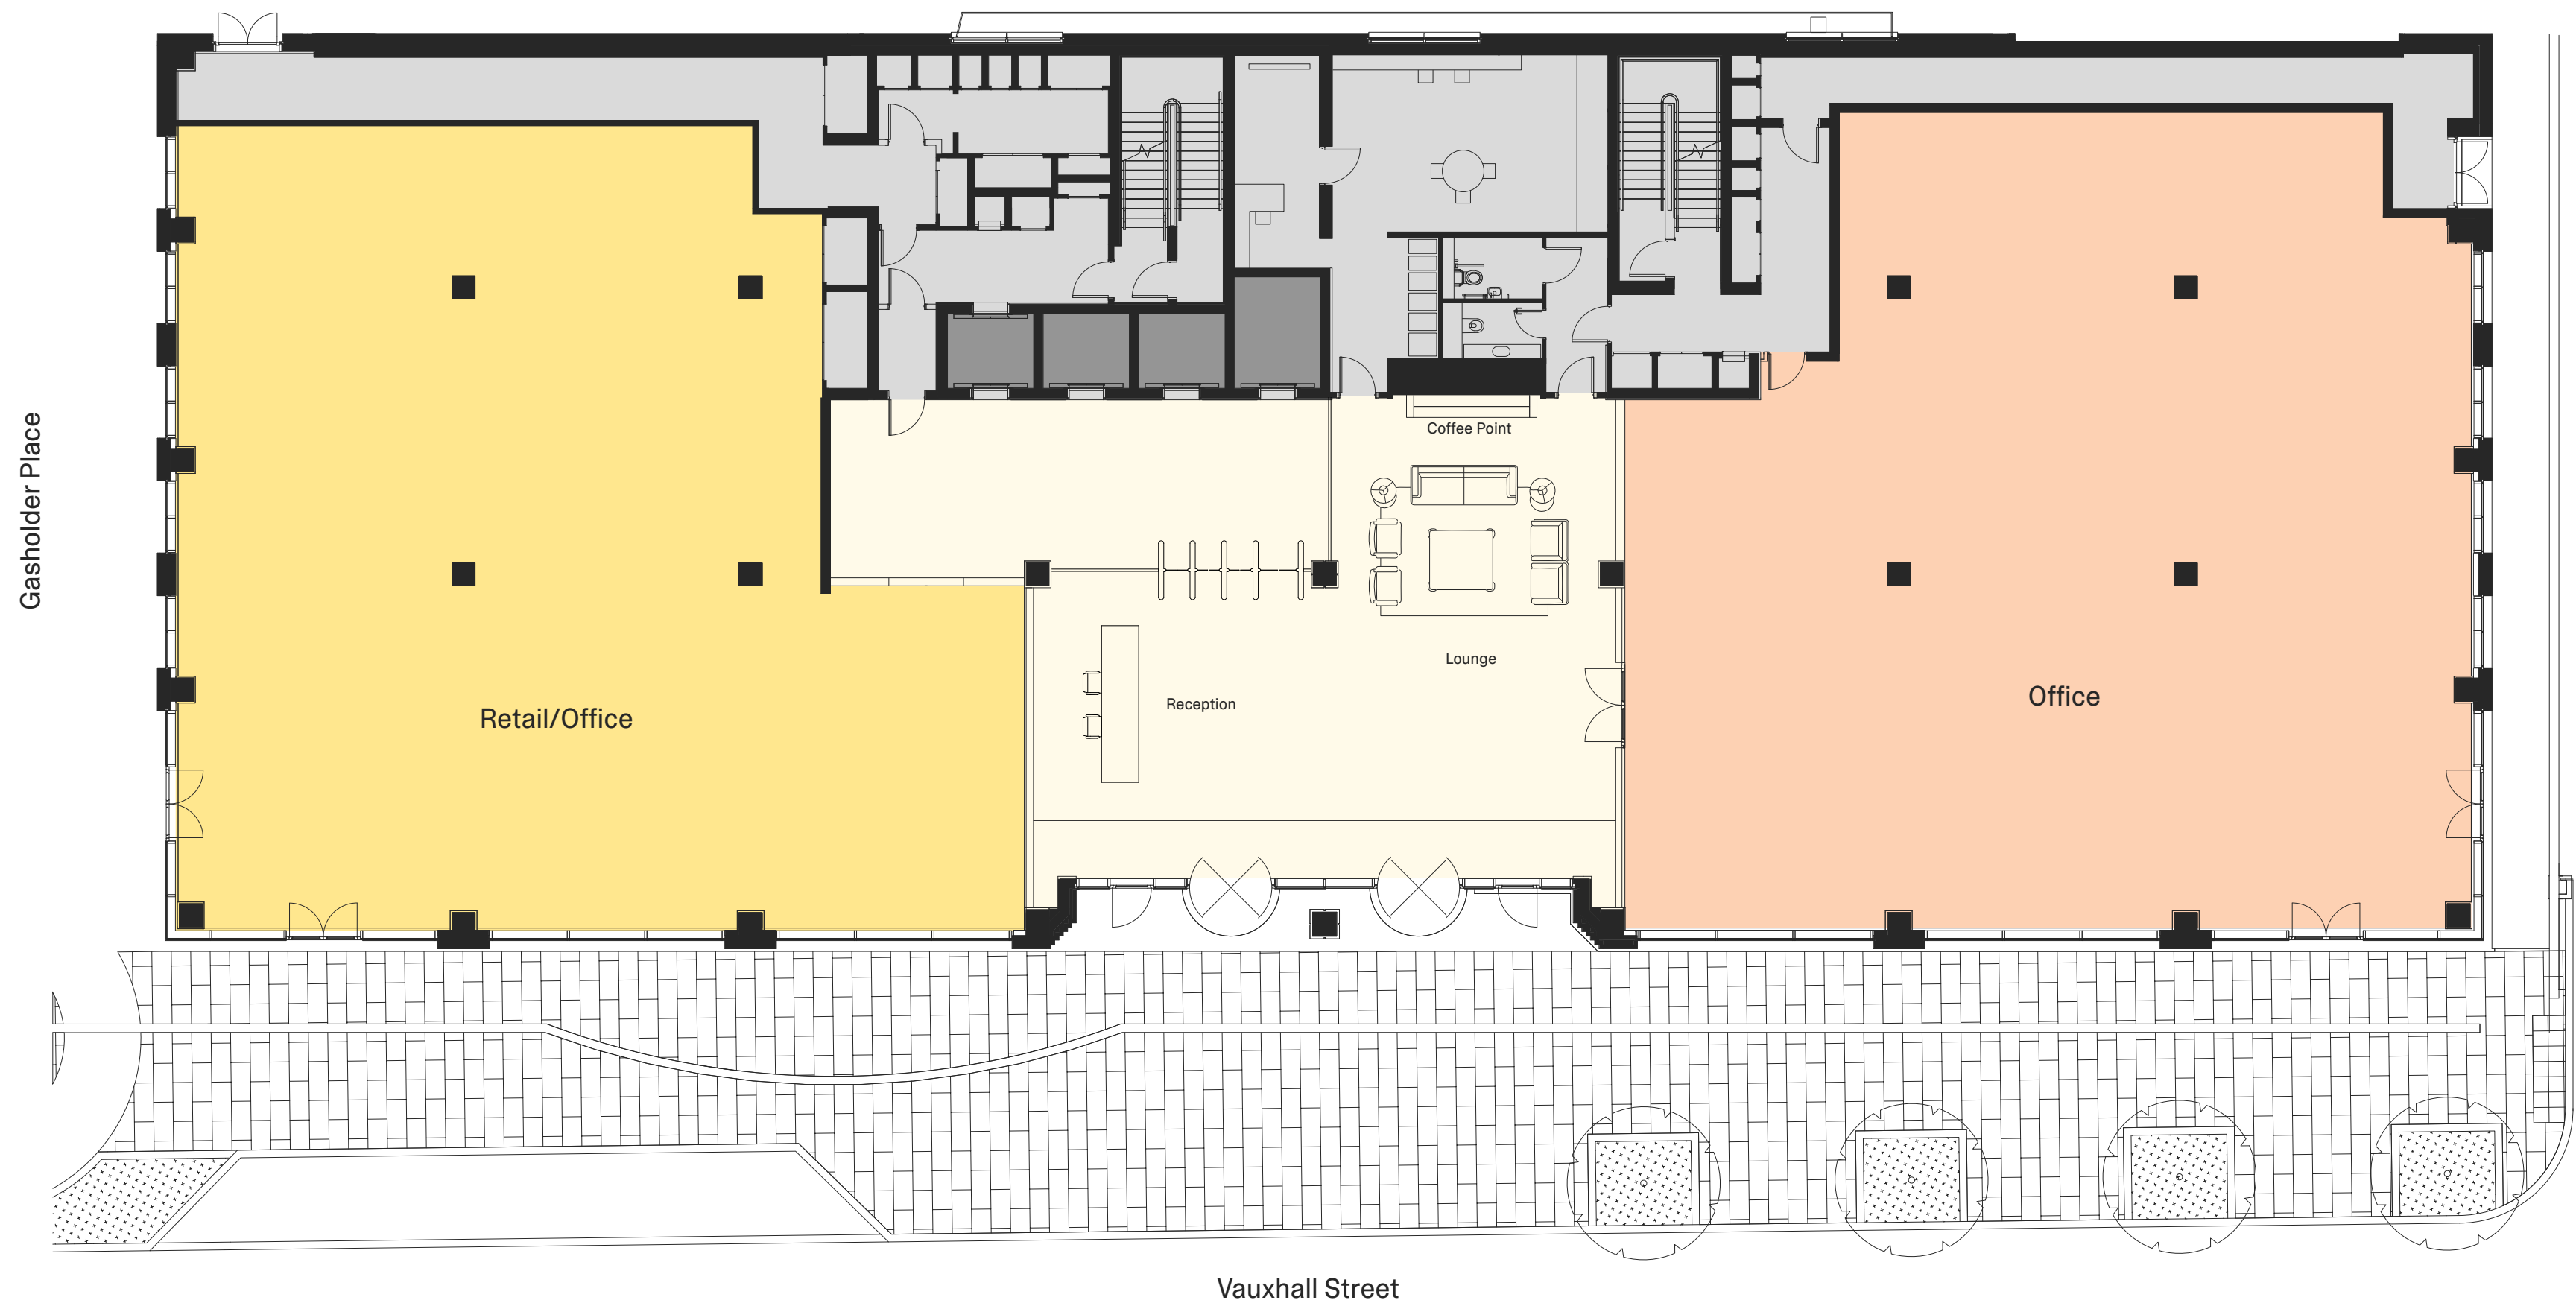 Gasholder Place
Coffee Point
Lounge
Reception
Retail/Office
Office
Vauxhall Street